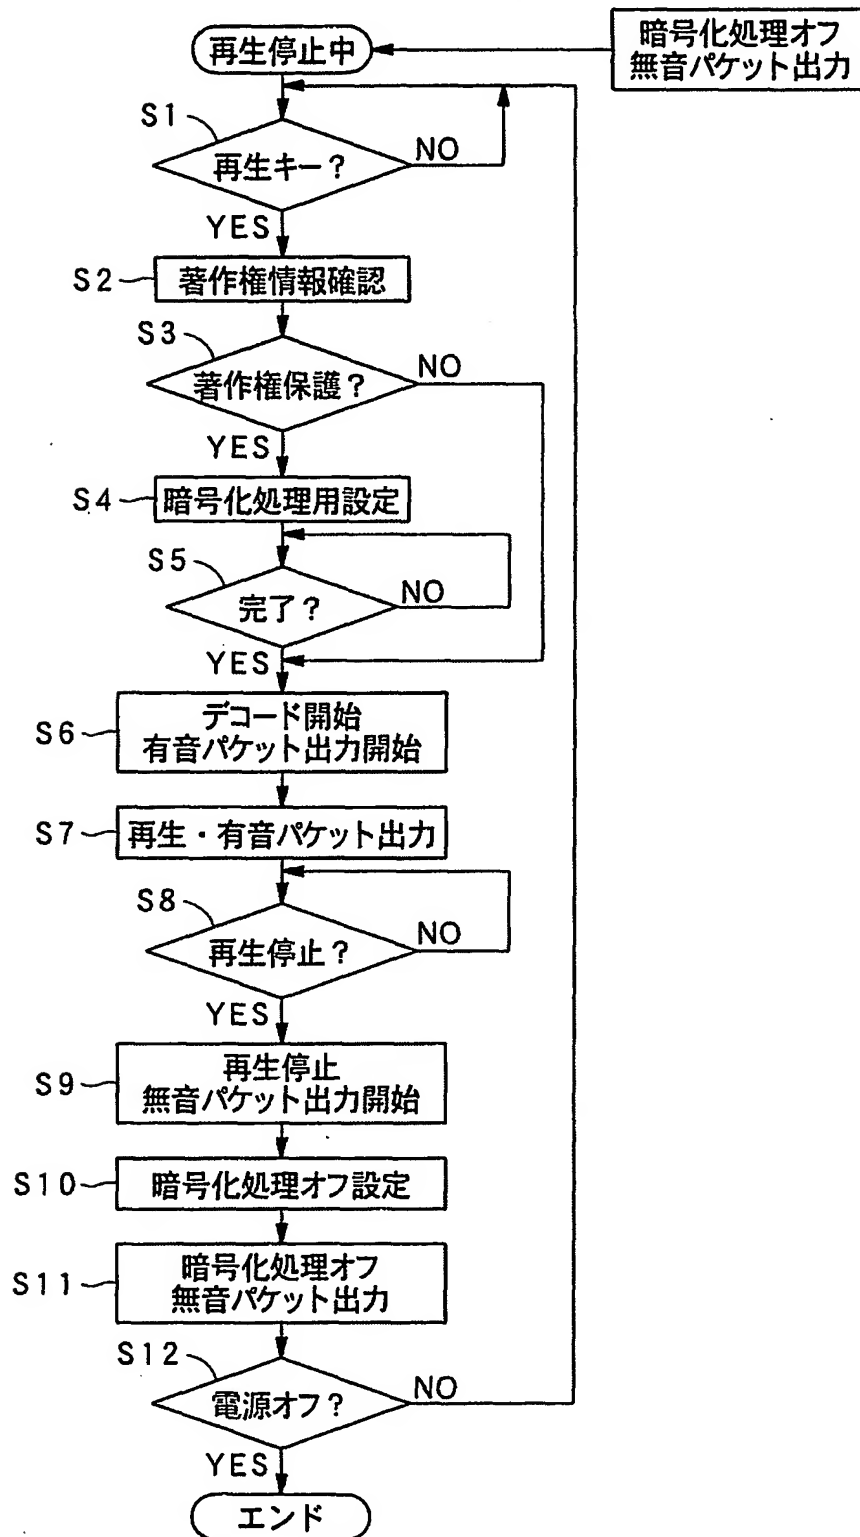 再生停止中
暗号化処理オフ
無音パケット出力
S1
再生キー?
NO
YES
S2
著作権情報確認
S3
著作権保護?
NO
YES
S4
暗号化処理用設定
S5
完了?
NO
YES
S6
デコード開始
有音パケット出力開始
S7
再生・有音パケット出力
S8
再生停止?
NO
YES
S9
再生停止
無音パケット出力開始
S10
暗号化処理オフ設定
S11
暗号化処理オフ
無音パケット出力
S12
電源オフ?
NO
YES
エンド